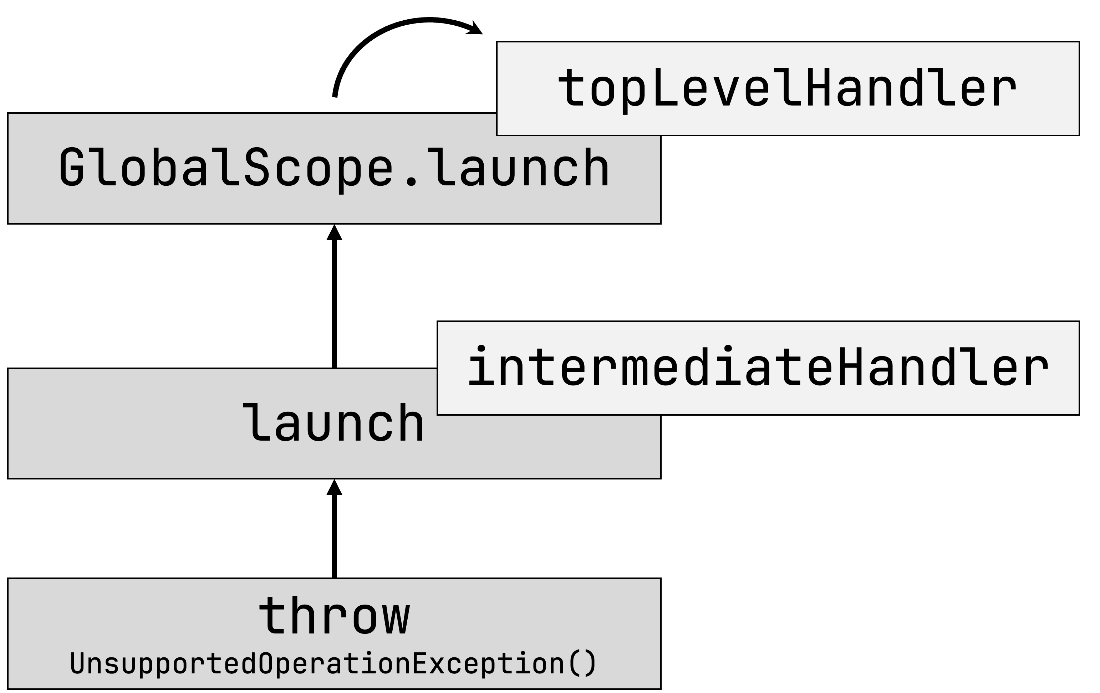 topLevelHandler
GlobalScope.launch
intermediateHandler
launch
throw
UnsupportedOperationException()